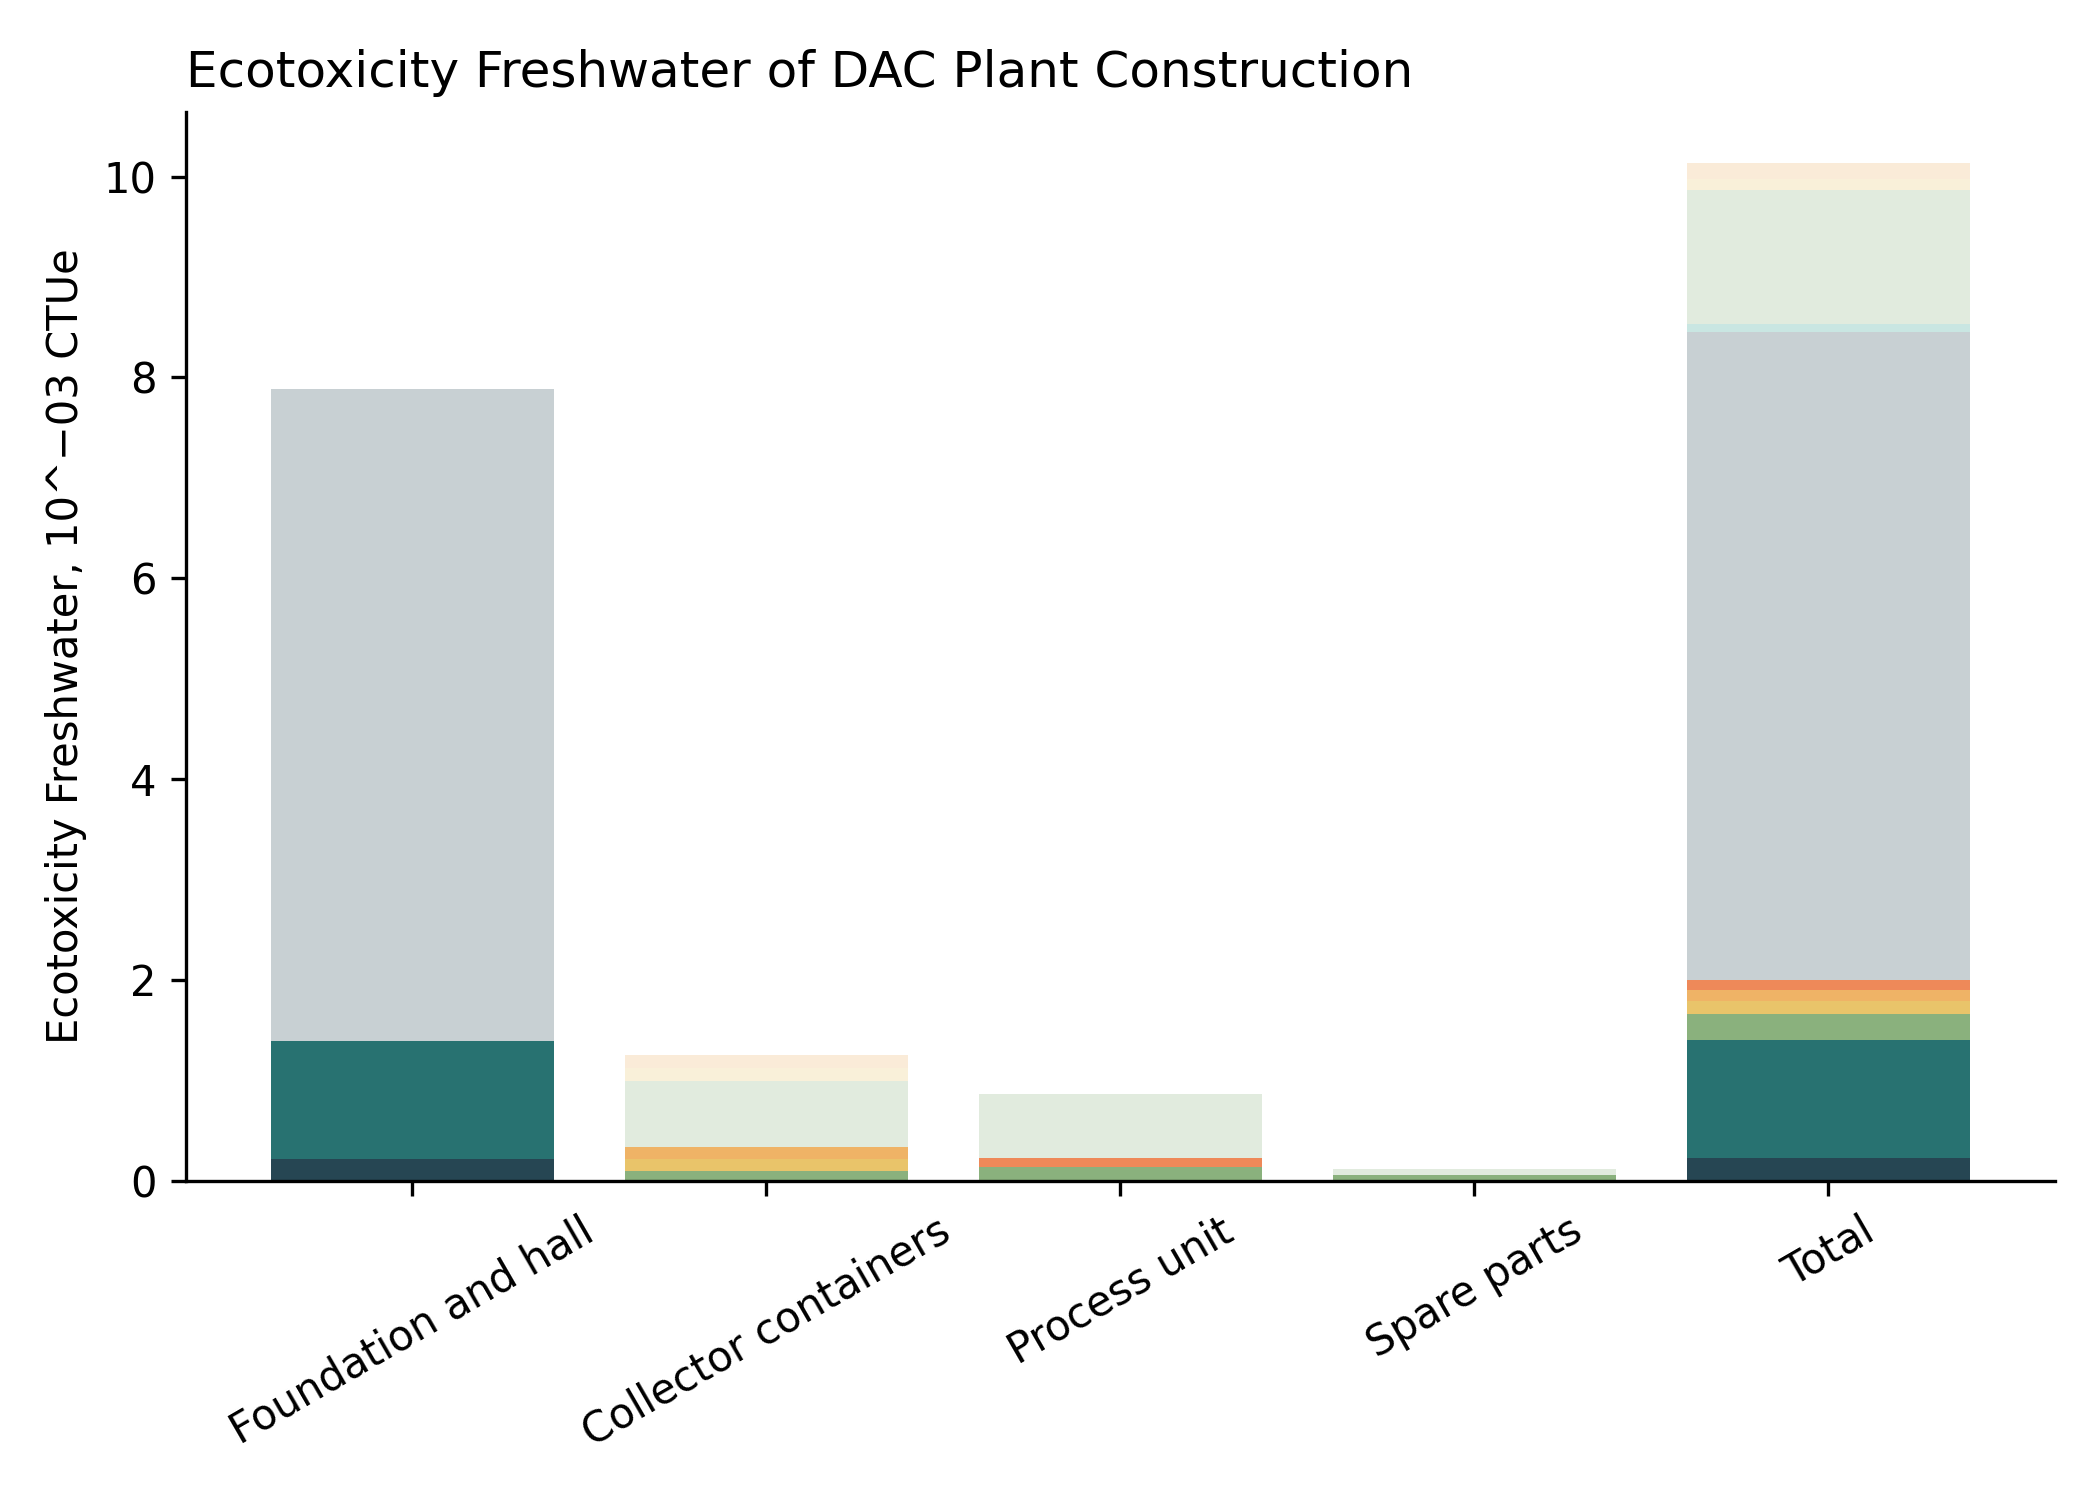 Ecotoxicity Freshwater of DAC Plant Construction
Ecotoxicity Freshwater, 10^−03 CTUe
10
8
6
4
2
0
Foundation and hall
Collector containers
Process unit
Spare parts
Total